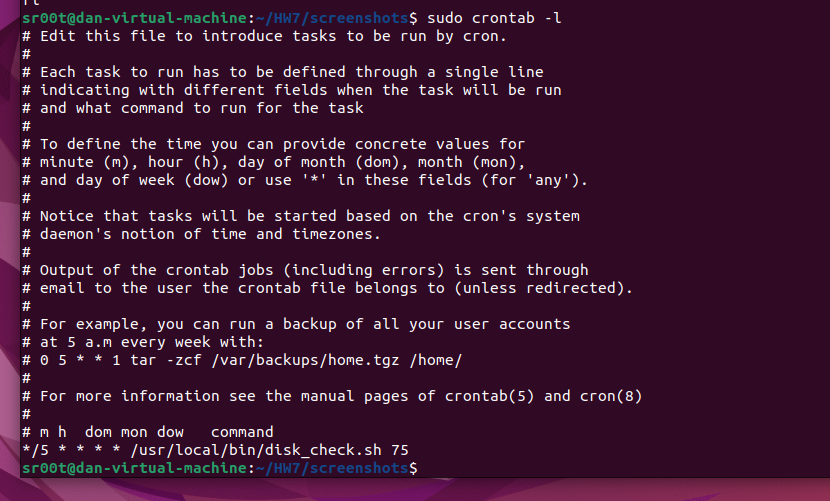 sr00t@dan-virtual-machine:~/HW7/screenshots$ sudo crontab -l
# Edit this file to introduce tasks to be run by cron.
#
# Each task to run has to be defined through a single line
# indicating with different fields when the task will be run
# and what command to run for the task
#
# To define the time you can provide concrete values for
# minute (m), hour (h), day of month (dom), month (mon),
# and day of week (dow) or use '*' in these fields (for 'any').
#
# Notice that tasks will be started based on the cron's system
# daemon's notion of time and timezones.
#
# Output of the crontab jobs (including errors) is sent through
# email to the user the crontab file belongs to (unless redirected).
#
# For example, you can run a backup of all your user accounts
# at 5 a.m every week with:
# 0 5 * * 1 tar -zcf /var/backups/home.tgz /home/
#
# For more information see the manual pages of crontab(5) and cron(8)
#
# m h  dom mon dow   command
*/5 * * * * /usr/local/bin/disk_check.sh 75
sr00t@dan-virtual-machine:~/HW7/screenshots$